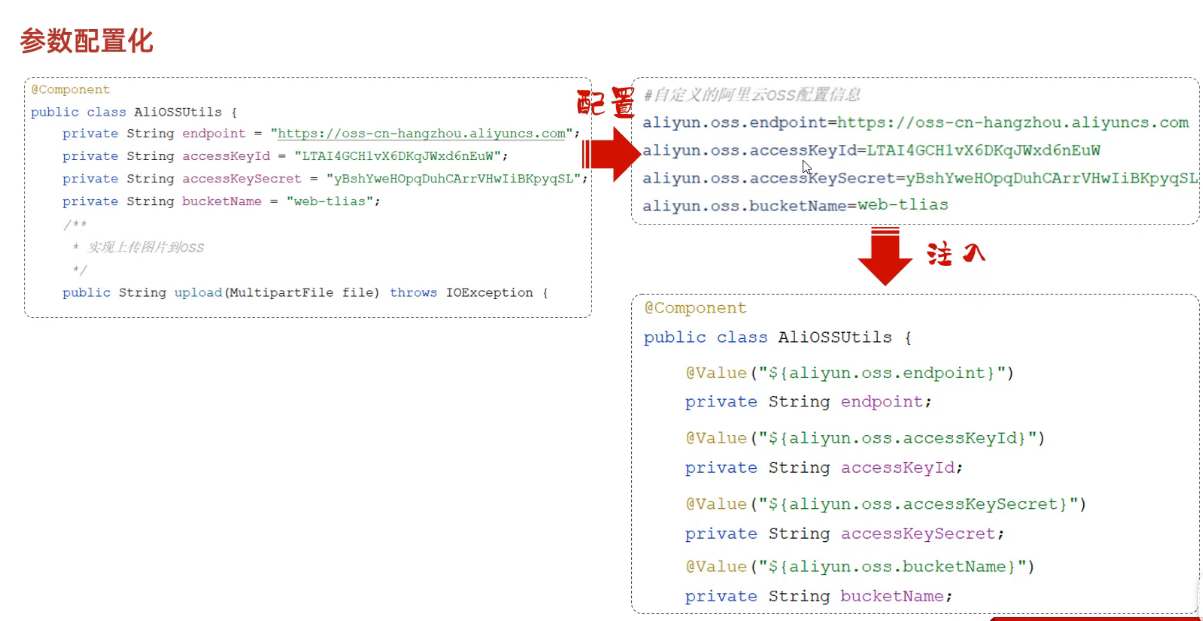 参数配置化
@Component
public class AliOSSUtils {
private String endpoint = "https://oss-cn-hangzhou.aliyuncs.com";
private String accessKeyId = "LTAI4GCH1vX6DKqJWxd6nEuW";
private String accessKeySecret = "yBshYweHOpqDuhCArrVHwIiBKpyqSL";
private String bucketName = "web-tlias";
/**
* 实现上传图片到OSS
*/
public String upload(MultipartFile file) throws IOException {
配置
#自定义的阿里云OSS配置信息
aliyun.oss.endpoint=https://oss-cn-hangzhou.aliyuncs.com
aliyun.oss.accessKeyId=LTAI4GCH1vX6DKqJWxd6nEuW
aliyun.oss.accessKeySecret=yBshYweHOpqDuhCArrVHwIiBKpyqSL
aliyun.oss.bucketName=web-tlias
注入
@Component
public class AliOSSUtils {
@Value("${aliyun.oss.endpoint}")
private String endpoint;
@Value("${aliyun.oss.accessKeyId}")
private String accessKeyId;
@Value("${aliyun.oss.accessKeySecret}")
private String accessKeySecret;
@Value("${aliyun.oss.bucketName}")
private String bucketName;